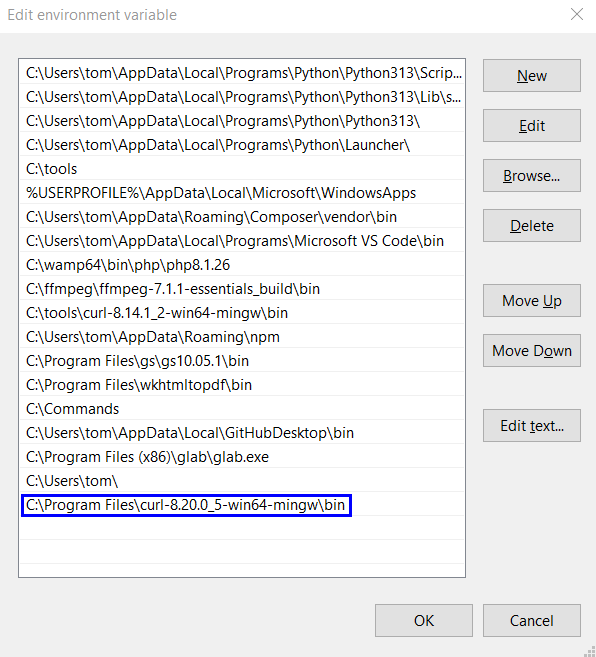 Edit environment variable
C:\Users\tom\AppData\Local\Programs\Python\Python313\Scrip...
C:\Users\tom\AppData\Local\Programs\Python\Python313\Lib\s...
C:\Users\tom\AppData\Local\Programs\Python\Python313\
C:\Users\tom\AppData\Local\Programs\Python\Launcher\
C:\tools
%USERPROFILE%\AppData\Local\Microsoft\WindowsApps
C:\Users\tom\AppData\Roaming\Composer\vendor\bin
C:\Users\tom\AppData\Local\Programs\Microsoft VS Code\bin
C:\wamp64\bin\php\php8.1.26
C:\ffmpeg\ffmpeg-7.1.1-essentials_build\bin
C:\tools\curl-8.14.1_2-win64-mingw\bin
C:\Users\tom\AppData\Roaming\npm
C:\Program Files\gs\gs10.05.1\bin
C:\Program Files\wkhtmltopdf\bin
C:\Commands
C:\Users\tom\AppData\Local\GitHubDesktop\bin
C:\Program Files (x86)\glab\glab.exe
C:\Users\tom\
C:\Program Files\curl-8.20.0_5-win64-mingw\bin
New
Edit
Browse...
Delete
Move Up
Move Down
Edit text...
OK
Cancel